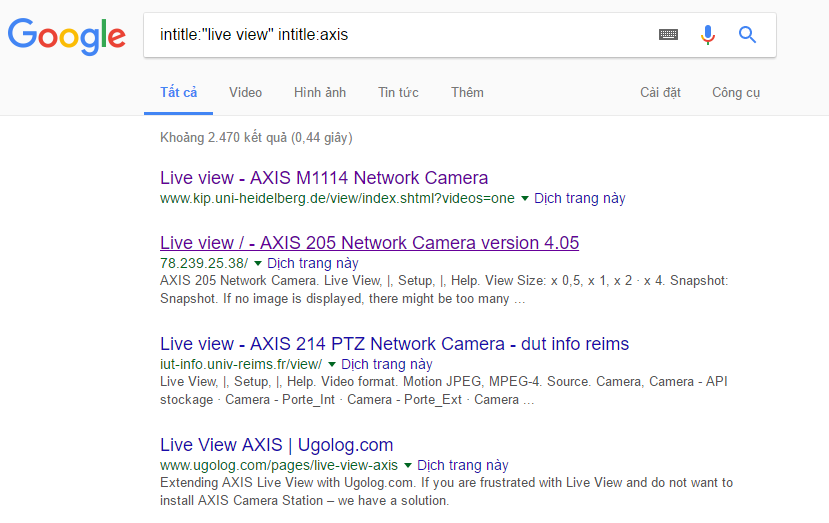 Google
intitle:"live view" intitle:axis
Tất cả Video Hình ảnh Tin tức Thêm Cài đặt Công cụ
Khoảng 2.470 kết quả (0,44 giây)
Live view - AXIS M1114 Network Camera
www.kip.uni-heidelberg.de/view/index.shtml?videos=one Dịch trang này
Live view / - AXIS 205 Network Camera version 4.05
78.239.25.38/ Dịch trang này
AXIS 205 Network Camera. Live View, |, Setup, |, Help. View Size: x 0,5, x 1, x 2 · x 4. Snapshot:
Snapshot. If no image is displayed, there might be too many ...
Live view - AXIS 214 PTZ Network Camera - dut info reims
iut-info.univ-reims.fr/view/ Dịch trang này
Live View, |, Setup, |, Help. Video format. Motion JPEG, MPEG-4. Source. Camera, Camera - API
stockage · Camera - Porte_Int · Camera - Porte_Ext · Camera ...
Live View AXIS | Ugolog.com
www.ugolog.com/pages/live-view-axis Dịch trang này
Extending AXIS Live View with Ugolog.com. If you are frustrated with Live View and do not want to
install AXIS Camera Station – we have a solution.